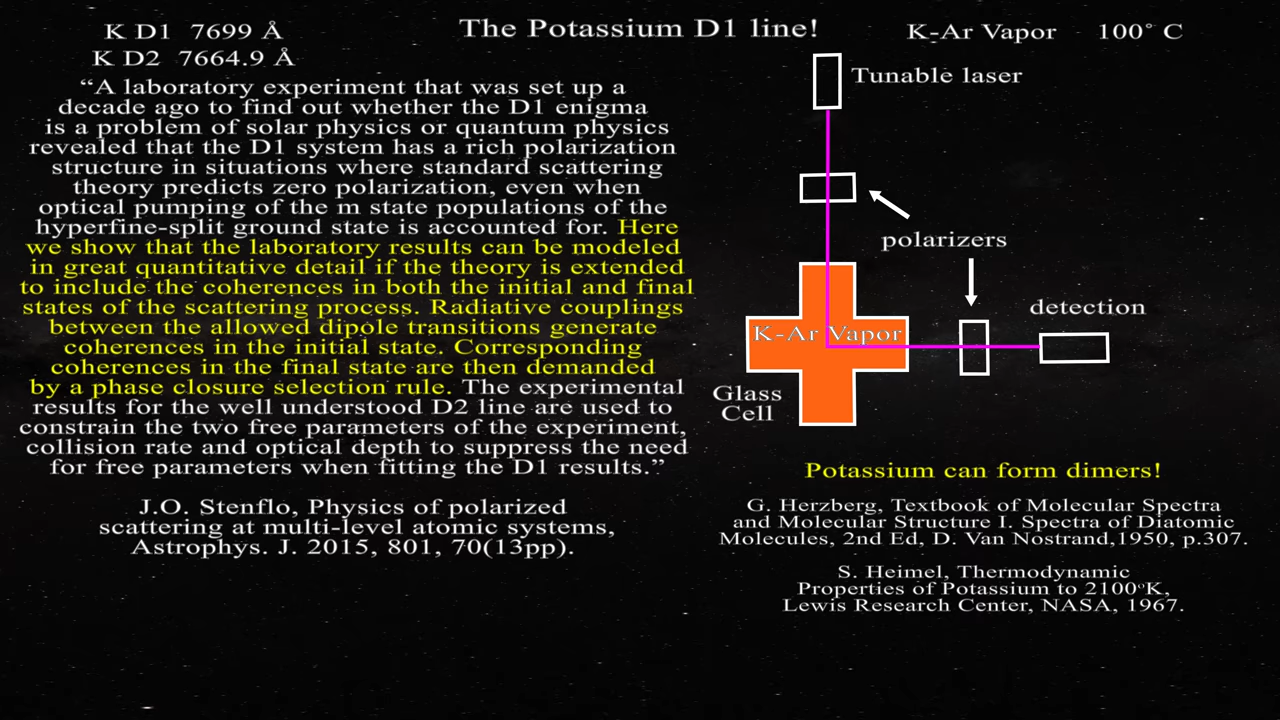 K D1 7699 Å
K D2 7664.9 Å
The Potassium D1 line!
K-Ar Vapor 100° C
“A laboratory experiment that was set up a
decade ago to find out whether the D1 enigma
is a problem of solar physics or quantum physics
revealed that the D1 system has a rich polarization
structure in situations where standard scattering
theory predicts zero polarization, even when
optical pumping of the m state populations of the
hyperfine-split ground state is accounted for. Here
we show that the laboratory results can be modeled
in great quantitative detail if the theory is extended
to include the coherences in both the initial and final
states of the scattering process. Radiative couplings
between the allowed dipole transitions generate
coherences in the initial state. Corresponding
coherences in the final state are then demanded
by a phase closure selection rule. The experimental
results for the well understood D2 line are used to
constrain the two free parameters of the experiment,
collision rate and optical depth to suppress the need
for free parameters when fitting the D1 results.”
J.O. Stenflo, Physics of polarized
scattering at multi-level atomic systems,
Astrophys. J. 2015, 801, 70(13pp).
Tunable laser
polarizers
detection
K-Ar Vapor
Glass
Cell
Potassium can form dimers!
G. Herzberg, Textbook of Molecular Spectra
and Molecular Structure I. Spectra of Diatomic
Molecules, 2nd Ed, D. Van Nostrand,1950, p.307.
S. Heimel, Thermodynamic
Properties of Potassium to 2100°K,
Lewis Research Center, NASA, 1967.